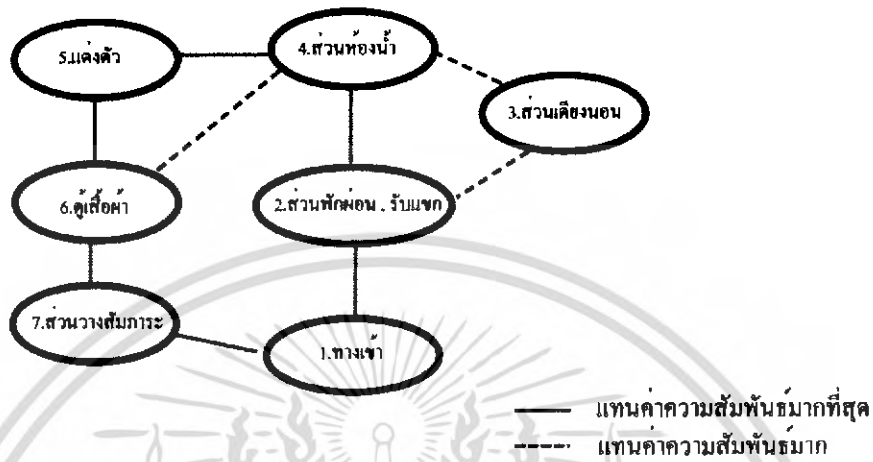 5.แต่งตัว
4.ส่วนห้องน้ำ
3.ส่วนเตียงนอน
6.ตู้เสื้อผ้า
2.ส่วนพักผ่อน , รับแขก
7.ส่วนวางสัมภาระ
1.ทางเข้า
แทนค่าความสัมพันธ์มากที่สุด
แทนค่าความสัมพันธ์มาก